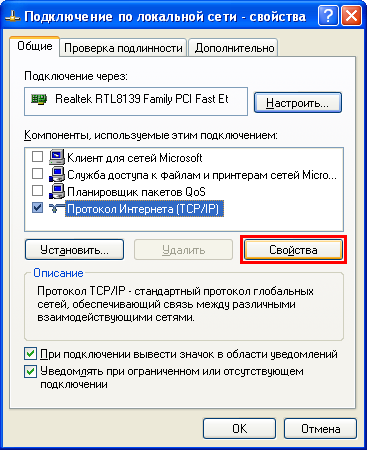 Подключение по локальной сети - свойства
Общие Проверка подлинности Дополнительно
Подключение через:
Realtek RTL8139 Family PCI Fast Et
Настроить...
Компоненты, используемые этим подключением:
Клиент для сетей Microsoft
Служба доступа к файлам и принтерам сетей Micro...
Планировщик пакетов QoS
Протокол Интернета (TCP/IP)
Установить... Удалить Свойства
Описание
Протокол TCP/IP - стандартный протокол глобальных
сетей, обеспечивающий связь между различными
взаимодействующими сетями.
При подключении вывести значок в области уведомлений
Уведомлять при ограниченном или отсутствующем
подключении
OK Отмена